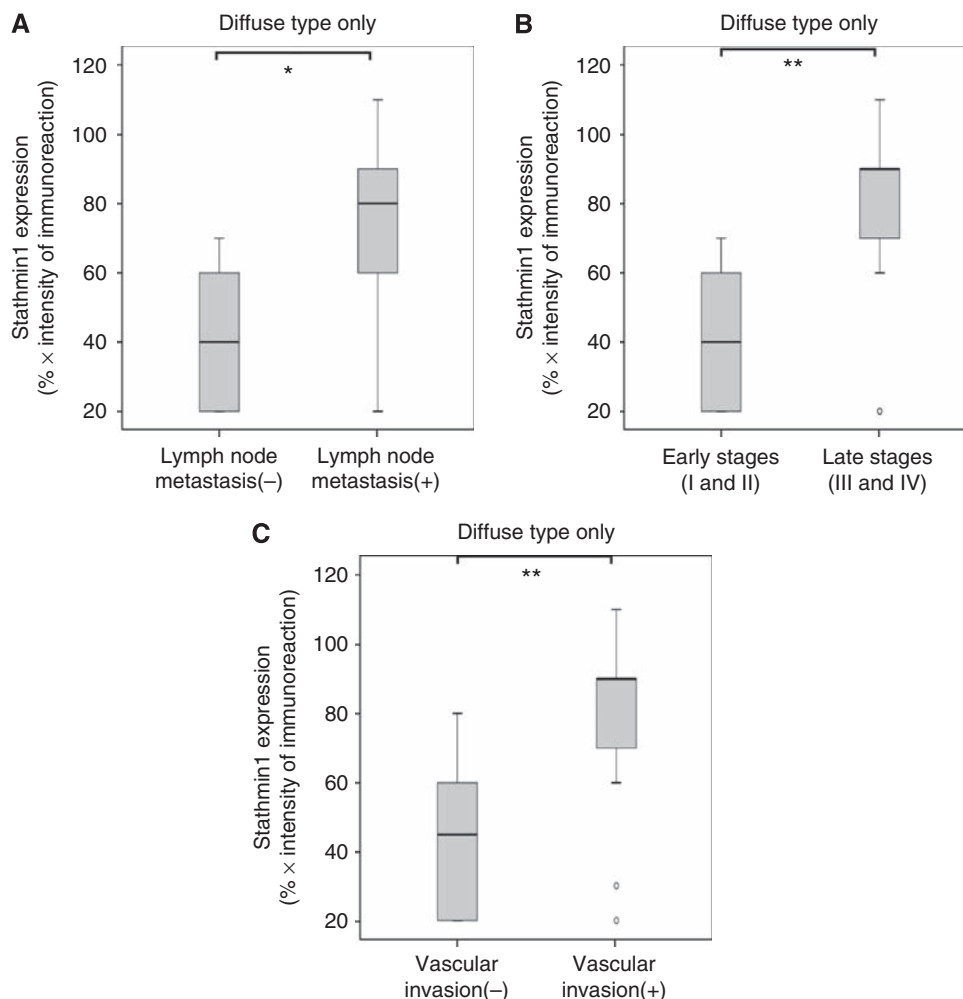 A
Diffuse type only
*
Stathmin1 expression
(% × intensity of immunoreaction)
120
100
80
60
40
20
Lymph node
metastasis(–)
Lymph node
metastasis(+)
B
Diffuse type only
**
Stathmin1 expression
(% × intensity of immunoreaction)
120
100
80
60
40
20
Early stages
(I and II)
Late stages
(III and IV)
C
Diffuse type only
**
Stathmin1 expression
(% × intensity of immunoreaction)
120
100
80
60
40
20
Vascular
invasion(–)
Vascular
invasion(+)